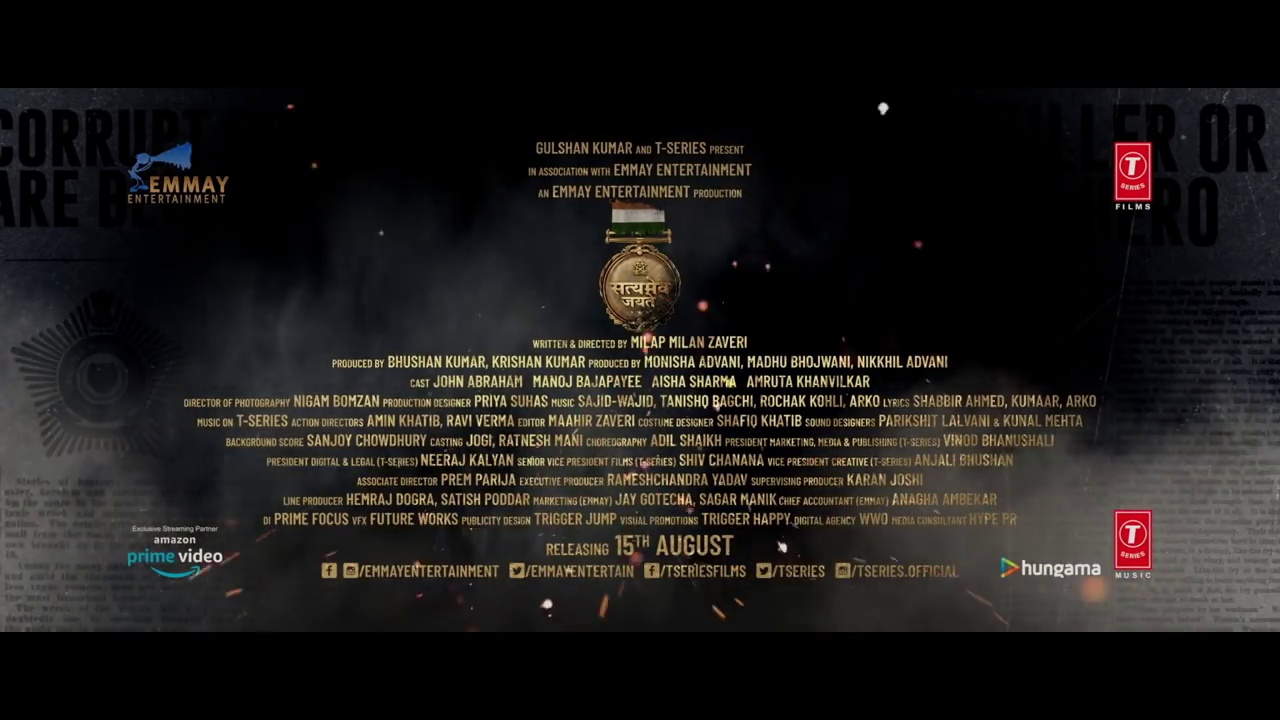 CORRUPT
ARE BE
LLER OR
ERO
EMMAY
ENTERTAINMENT
T
SERIES
FILMS
GULSHAN KUMAR AND T-SERIES PRESENT
IN ASSOCIATION WITH EMMAY ENTERTAINMENT
AN EMMAY ENTERTAINMENT PRODUCTION
सत्यमेव
जयते
WRITTEN & DIRECTED BY MILAP MILAN ZAVERI
PRODUCED BY BHUSHAN KUMAR, KRISHAN KUMAR PRODUCED BY MONISHA ADVANI, MADHU BHOJWANI, NIKKHIL ADVANI
CAST JOHN ABRAHAM MANOJ BAJAPAYEE AISHA SHARMA AMRUTA KHANVILKAR
DIRECTOR OF PHOTOGRAPHY NIGAM BOMZAN PRODUCTION DESIGNER PRIYA SUHAS MUSIC SAJID-WAJID, TANISHQ BAGCHI, ROCHAK KOHLI, ARKO LYRICS SHABBIR AHMED, KUMAAR, ARKO
MUSIC ON T-SERIES ACTION DIRECTORS AMIN KHATIB, RAVI VERMA EDITOR MAAHIR ZAVERI COSTUME DESIGNER SHAFIQ KHATIB SOUND DESIGNERS PARIKSHIT LALVANI & KUNAL MEHTA
BACKGROUND SCORE SANJOY CHOWDHURY CASTING JOGI, RATNESH MANI CHOREOGRAPHY ADIL SHAIKH PRESIDENT MARKETING, MEDIA & PUBLISHING (T-SERIES) VINOD BHANUSHALI
PRESIDENT DIGITAL & LEGAL (T-SERIES) NEERAJ KALYAN SENIOR VICE PRESIDENT FILMS (T-SERIES) SHIV CHANANA VICE PRESIDENT CREATIVE (T-SERIES) ANJALI BHUSHAN
ASSOCIATE DIRECTOR PREM PARIJA EXECUTIVE PRODUCER RAMESHCHANDRA YADAV SUPERVISING PRODUCER KARAN JOSHI
LINE PRODUCER HEMRAJ DOGRA, SATISH PODDAR MARKETING (EMMAY) JAY GOTECHA, SAGAR MANIK CHIEF ACCOUNTANT (EMMAY) ANAGHA AMBEKAR
DI PRIME FOCUS VFX FUTURE WORKS PUBLICITY DESIGN TRIGGER JUMP VISUAL PROMOTIONS TRIGGER HAPPY DIGITAL AGENCY WWO MEDIA CONSULTANT HYPE PR
RELEASING 15TH AUGUST
/EMMAYENTERTAINMENT /EMMAYENTERTAIN /TSERIESFILMS /TSERIES /TSERIES.OFFICIAL
Exclusive Streaming Partner
amazon
prime video
hungama
T
SERIES
MUSIC